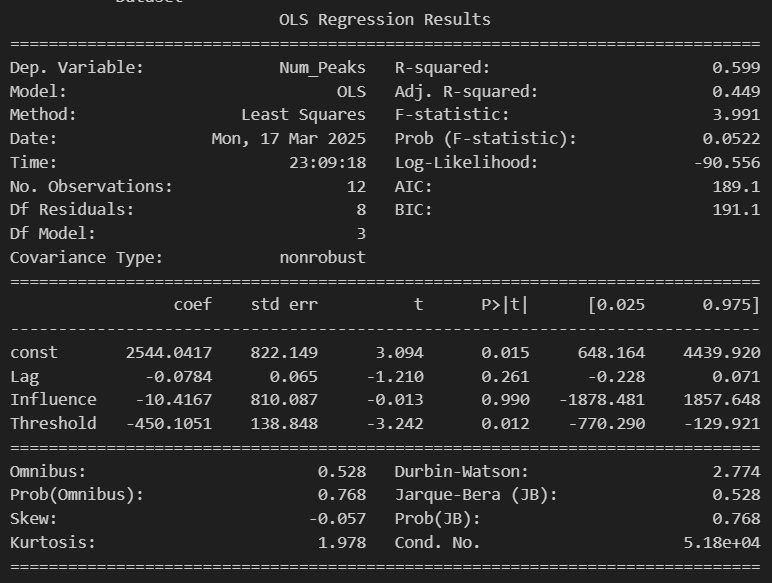 Dataset
OLS Regression Results
==============================================================================
Dep. Variable:              Num_Peaks   R-squared:                       0.599
Model:                            OLS   Adj. R-squared:                  0.449
Method:                 Least Squares   F-statistic:                     3.991
Date:                Mon, 17 Mar 2025   Prob (F-statistic):             0.0522
Time:                        23:09:18   Log-Likelihood:                -90.556
No. Observations:                  12   AIC:                             189.1
Df Residuals:                       8   BIC:                             191.1
Df Model:                           3
Covariance Type:            nonrobust
==============================================================================
                 coef    std err          t      P>|t|      [0.025      0.975]
------------------------------------------------------------------------------
const       2544.0417    822.149      3.094      0.015     648.164    4439.920
Lag           -0.0784      0.065     -1.210      0.261      -0.228       0.071
Influence    -10.4167    810.087     -0.013      0.990   -1878.481    1857.648
Threshold   -450.1051    138.848     -3.242      0.012    -770.290    -129.921
==============================================================================
Omnibus:                        0.528   Durbin-Watson:                   2.774
Prob(Omnibus):                  0.768   Jarque-Bera (JB):                0.528
Skew:                          -0.057   Prob(JB):                        0.768
Kurtosis:                       1.978   Cond. No.                     5.18e+04
==============================================================================